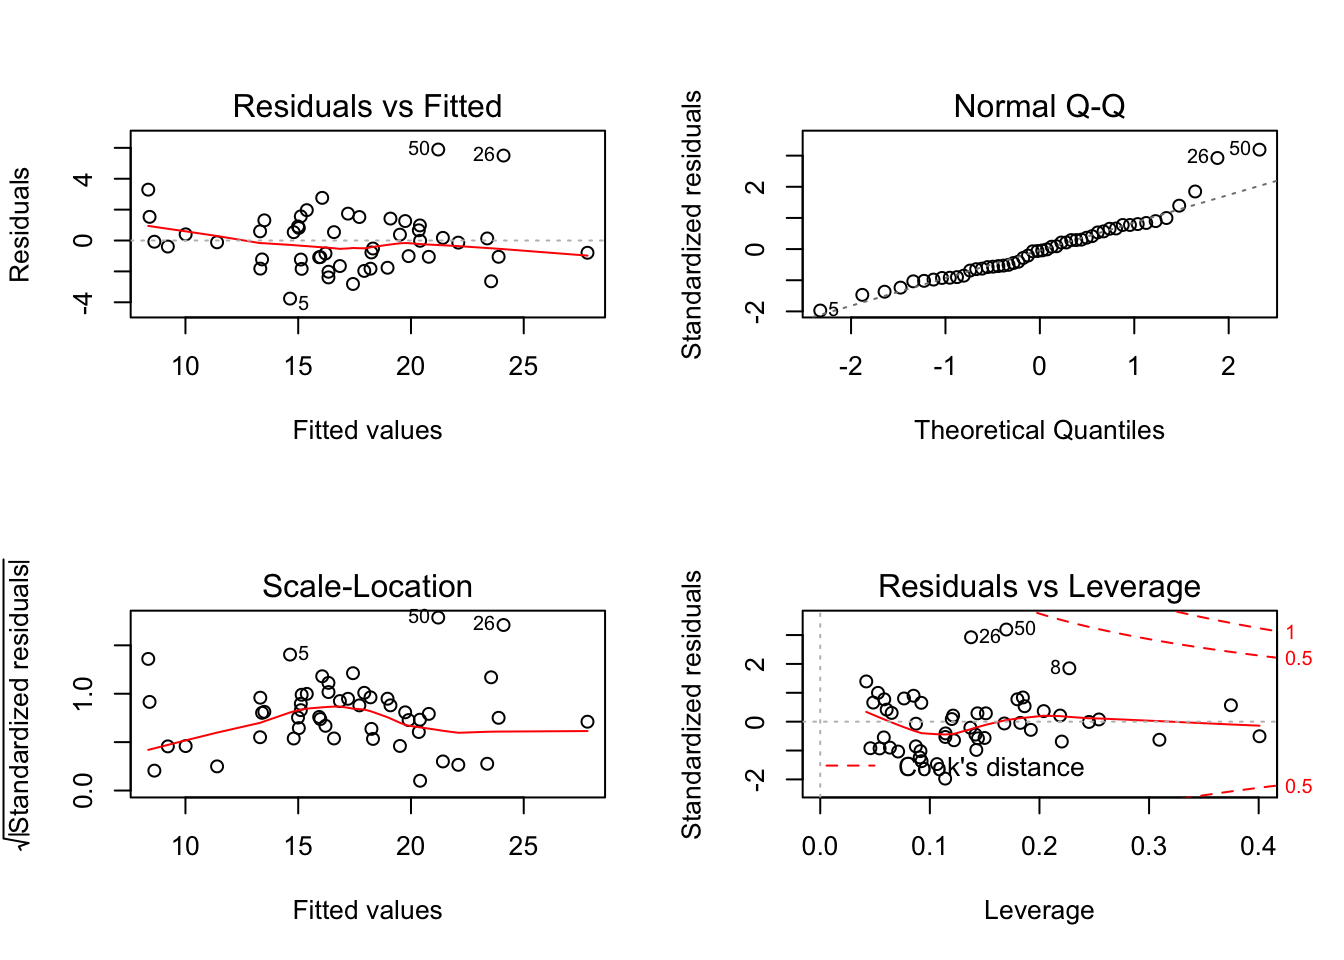 Residuals vs Fitted
Residuals
-4 0 4
50
26
5
10 15 20 25
Fitted values
Normal Q-Q
Standardized residuals
-2 0 2
26
50
5
-2 -1 0 1 2
Theoretical Quantiles
Scale-Location
√|Standardized residuals|
0.0 1.0
50
26
5
10 15 20 25
Fitted values
Residuals vs Leverage
Standardized residuals
-2 0 2
26
50
8
1
0.5
0.5
Cook's distance
0.0 0.1 0.2 0.3 0.4
Leverage